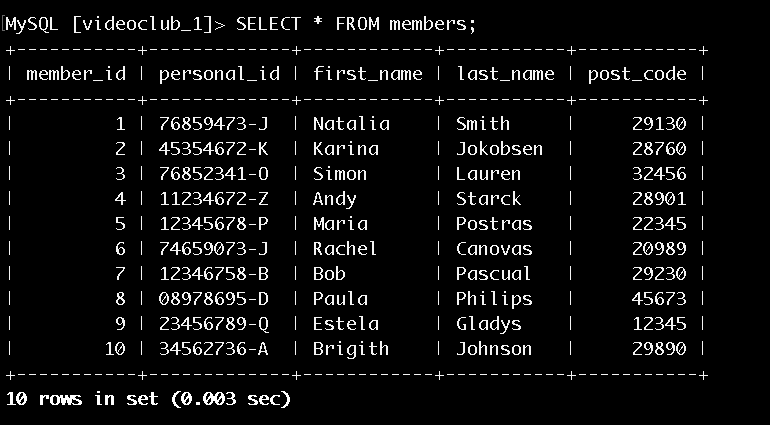 MySQL [videoclub_1]> SELECT * FROM members;
+-----------+-------------+------------+-----------+-----------+
| member_id | personal_id | first_name | last_name | post_code |
+-----------+-------------+------------+-----------+-----------+
|         1 | 76859473-J  | Natalia    | Smith     |     29130 |
|         2 | 45354672-K  | Karina     | Jokobsen  |     28760 |
|         3 | 76852341-O  | Simon      | Lauren    |     32456 |
|         4 | 11234672-Z  | Andy       | Starck    |     28901 |
|         5 | 12345678-P  | Maria      | Postras   |     22345 |
|         6 | 74659073-J  | Rachel     | Canovas   |     20989 |
|         7 | 12346758-B  | Bob        | Pascual   |     29230 |
|         8 | 08978695-D  | Paula      | Philips   |     45673 |
|         9 | 23456789-Q  | Estela     | Gladys    |     12345 |
|        10 | 34562736-A  | Brigith    | Johnson   |     29890 |
+-----------+-------------+------------+-----------+-----------+
10 rows in set (0.003 sec)